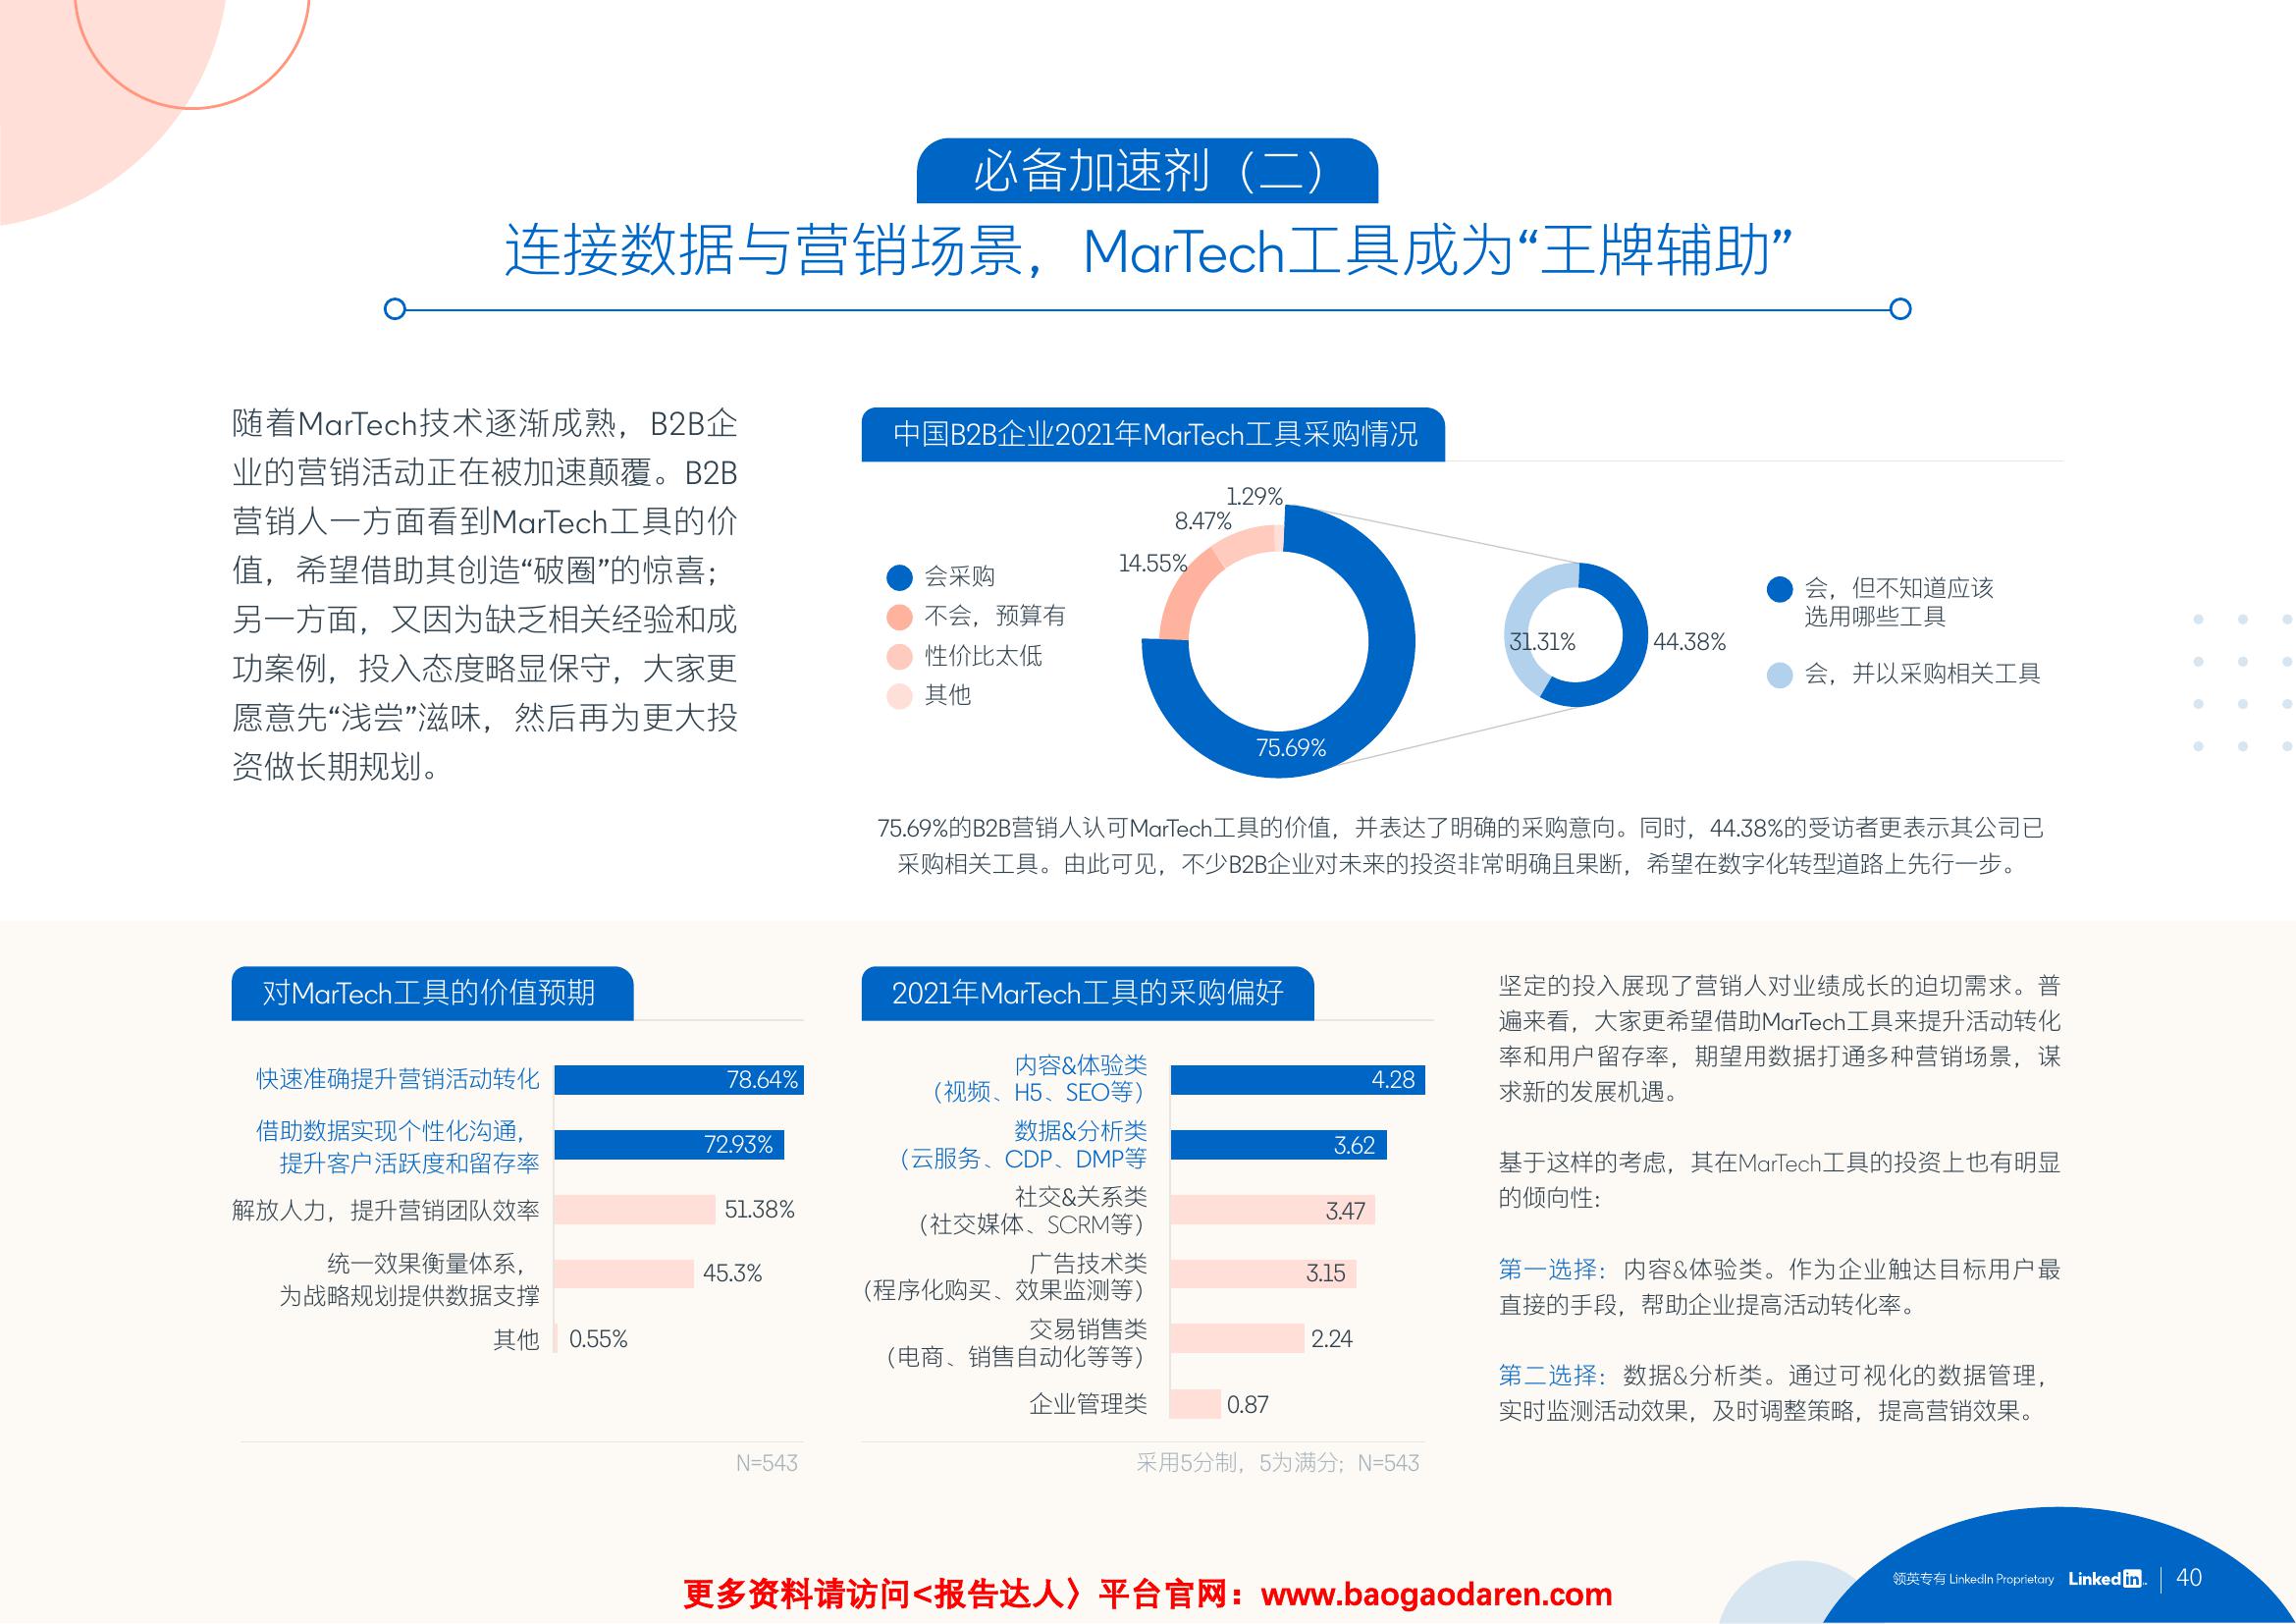 必备加速剂（二）
连接数据与营销场景，MarTech工具成为“王牌辅助”
随着MarTech技术逐渐成熟，B2B企
业的营销活动正在被加速颠覆。B2B
营销人一方面看到MarTech工具的价
值，希望借助其创造“破圈”的惊喜；
另一方面，又因为缺乏相关经验和成
功案例，投入态度略显保守，大家更
愿意先“浅尝”滋味，然后再为更大投
资做长期规划。
中国B2B企业2021年MarTech工具采购情况
会采购
不会，预算有
性价比太低
其他
1.29%
8.47%
14.55%
75.69%
31.31%
44.38%
会，但不知道应该
选用哪些工具
会，并以采购相关工具
75.69%的B2B营销人认可MarTech工具的价值，并表达了明确的采购意向。同时，44.38%的受访者更表示其公司已
采购相关工具。由此可见，不少B2B企业对未来的投资非常明确且果断，希望在数字化转型道路上先行一步。
对MarTech工具的价值预期
快速准确提升营销活动转化
78.64%
借助数据实现个性化沟通，
提升客户活跃度和留存率
72.93%
解放人力，提升营销团队效率
51.38%
统一效果衡量体系，
为战略规划提供数据支撑
45.3%
其他
0.55%
N=543
2021年MarTech工具的采购偏好
内容&体验类
（视频、H5、SEO等）
4.28
数据&分析类
（云服务、CDP、DMP等
3.62
社交&关系类
（社交媒体、SCRM等）
3.47
广告技术类
（程序化购买、效果监测等）
3.15
交易销售类
（电商、销售自动化等等）
2.24
企业管理类
0.87
采用5分制，5为满分；N=543
坚定的投入展现了营销人对业绩成长的迫切需求。普
遍来看，大家更希望借助MarTech工具来提升活动转化
率和用户留存率，期望用数据打通多种营销场景，谋
求新的发展机遇。
基于这样的考虑，其在MarTech工具的投资上也有明显
的倾向性：
第一选择：内容&体验类。作为企业触达目标用户最
直接的手段，帮助企业提高活动转化率。
第二选择：数据&分析类。通过可视化的数据管理，
实时监测活动效果，及时调整策略，提高营销效果。
更多资料请访问<报告达人〉平台官网：www.baogaodaren.com
领英专有 LinkedIn Proprietary Linkedin 40